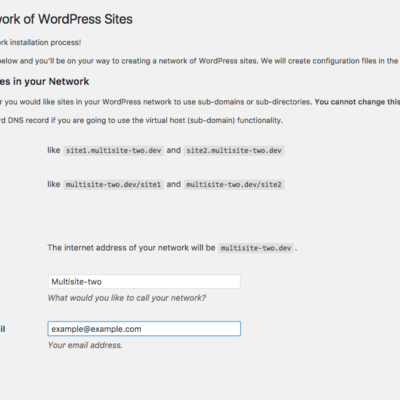 work of WordPress Sites
ork installation process!
below and you'll be on your way to creating a network of WordPress sites. We will create configuration files in the
es in your Network
r you would like sites in your WordPress network to use sub-domains or sub-directories. You cannot change this
rd DNS record if you are going to use the virtual host (sub-domain) functionality.
like site1.multisite-two.dev and site2.multisite-two.dev
like multisite-two.dev/site1 and multisite-two.dev/site2
The internet address of your network will be multisite-two.dev .
Multisite-two
What would you like to call your network?
il example@example.com
Your email address.